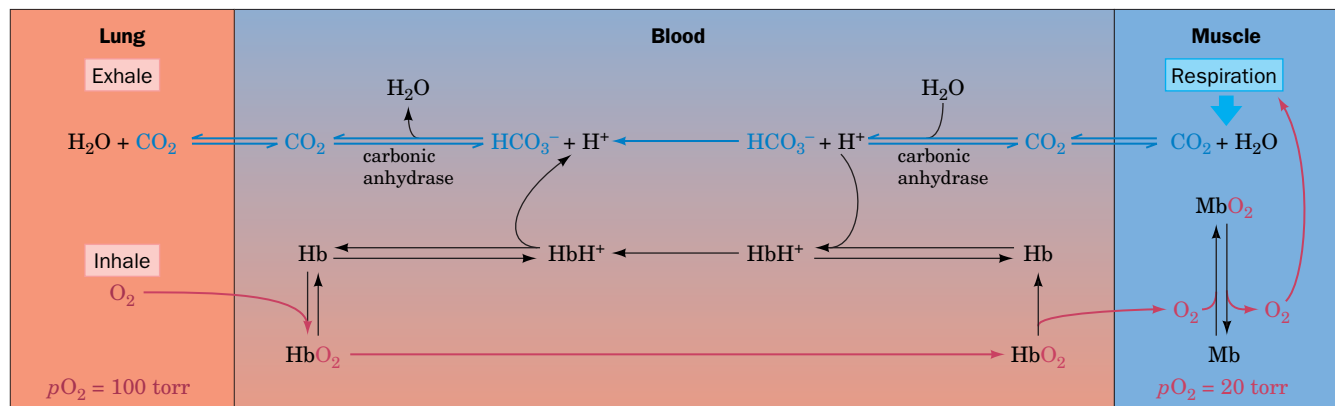 Lung
Blood
Muscle
Exhale
H₂O
H₂O
Respiration
H₂O + CO₂
CO₂
HCO₃⁻ + H⁺
HCO₃⁻ + H⁺
CO₂
CO₂ + H₂O
carbonic
anhydrase
carbonic
anhydrase
MbO₂
Inhale
Hb
HbH⁺
HbH⁺
Hb
O₂
O₂
O₂
HbO₂
HbO₂
Mb
pO₂ = 100 torr
pO₂ = 20 torr